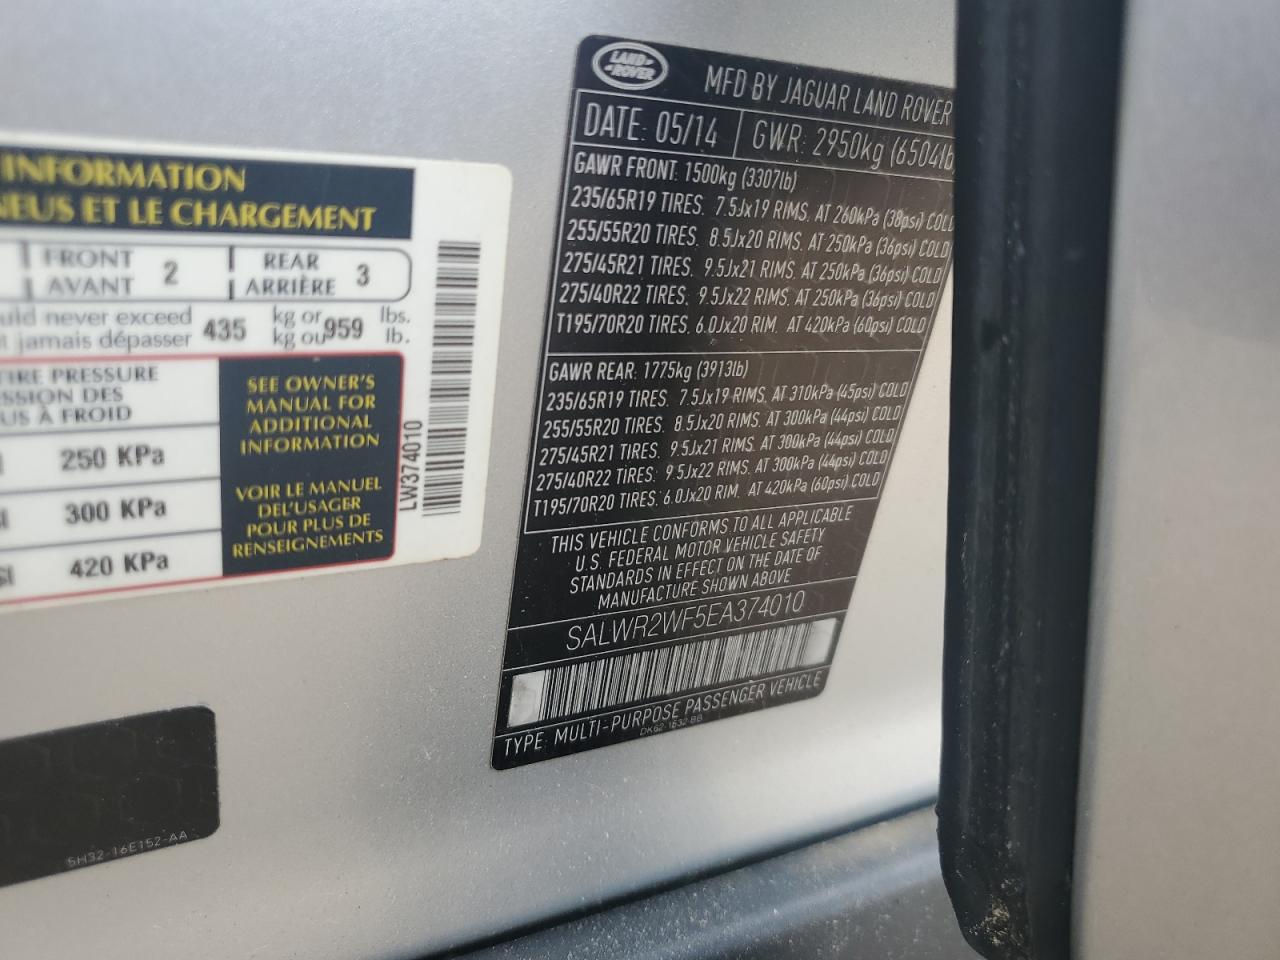 INFORMATION
NEUS ET LE CHARGEMENT
FRONT
AVANT 2
REAR
ARRIÈRE 3
never exceed
jamais dépasser 435 kg or
kg ou 959 lbs.
lb.
TIRE PRESSURE
DES
À FROID
250 KPa
300 KPa
420 KPa
SEE OWNER'S
MANUAL FOR
ADDITIONAL
INFORMATION
VOIR LE MANUEL
DEL'USAGER
POUR PLUS DE
RENSEIGNEMENTS
LW374010
5H32-16E152-AA
LAND
ROVER
MFD BY JAGUAR LAND ROVER
DATE: 05/14 GWR: 2950kg (6504lb
GAWR FRONT: 1500kg (3307lb)
235/65R19 TIRES. 7.5Jx19 RIMS. AT 260kPa (38psi) COLD
255/55R20 TIRES. 8.5Jx20 RIMS. AT 250kPa (36psi) COLD
275/45R21 TIRES. 9.5Jx21 RIMS. AT 250kPa (36psi) COLD
275/40R22 TIRES. 9.5Jx22 RIMS. AT 250kPa (36psi) COLD
T195/70R20 TIRES. 6.0Jx20 RIM. AT 420kPa (60psi) COLD
GAWR REAR: 1775kg (3913lb)
235/65R19 TIRES. 7.5Jx19 RIMS. AT 310kPa (45psi) COLD
255/55R20 TIRES. 8.5Jx20 RIMS. AT 300kPa (44psi) COLD
275/45R21 TIRES. 9.5Jx21 RIMS. AT 300kPa (44psi) COLD
275/40R22 TIRES: 9.5Jx22 RIMS. AT 300kPa (44psi) COLD
T195/70R20 TIRES. 6.0Jx20 RIM. AT 420kPa (60psi) COLD
THIS VEHICLE CONFORMS TO ALL APPLICABLE
U.S. FEDERAL MOTOR VEHICLE SAFETY
STANDARDS IN EFFECT ON THE DATE OF
MANUFACTURE SHOWN ABOVE
SALWR2WF5EA374010
TYPE: MULTI-PURPOSE PASSENGER VEHICLE